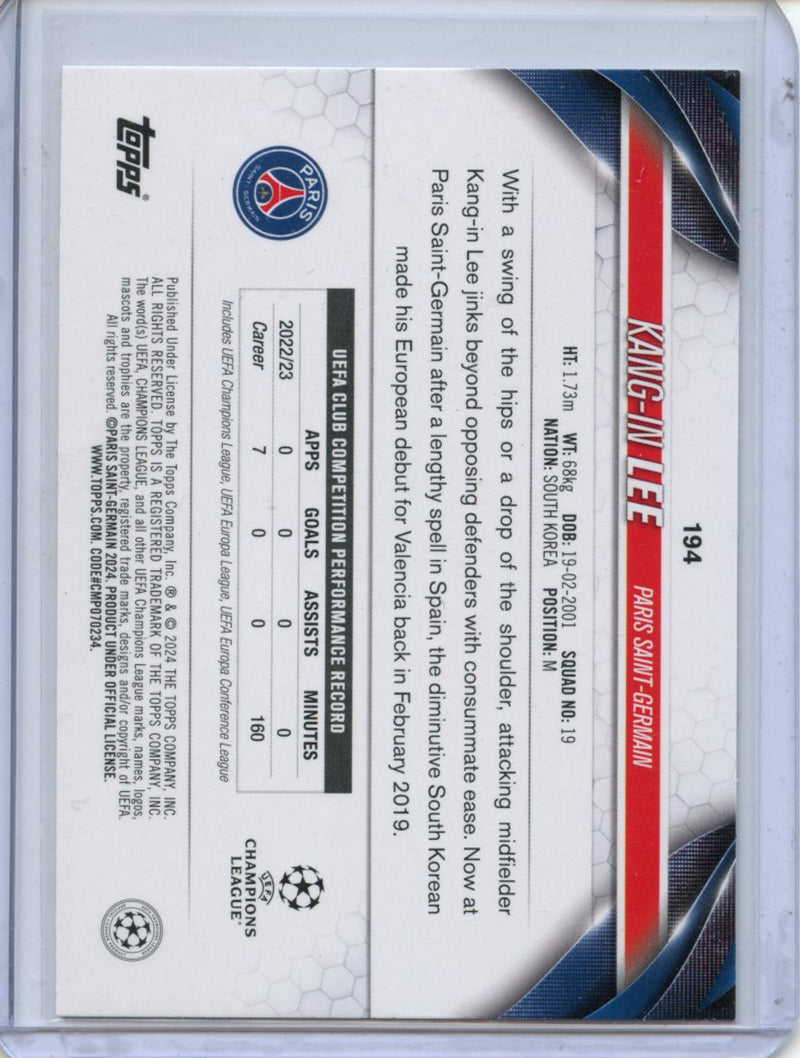 194
KANG-IN LEE PARIS SAINT-GERMAIN
HT: 1.73m WT: 68kg DOB: 19-02-2001 SQUAD NO: 19
NATION: SOUTH KOREA POSITION: M
With a swing of the hips or a drop of the shoulder, attacking midfielder
Kang-in Lee jinks beyond opposing defenders with consummate ease. Now at
Paris Saint-Germain after a lengthy spell in Spain, the diminutive South Korean
made his European debut for Valencia back in February 2019.
PARIS
SAINT-GERMAIN
UEFA CLUB COMPETITION PERFORMANCE RECORD
APPS GOALS ASSISTS MINUTES
2022/23 0 0 0 0
Career 7 0 0 160
Includes UEFA Champions League, UEFA Europa League, UEFA Europa Conference League
UEFA
CHAMPIONS
LEAGUE™
topps®
Published Under License by The Topps Company, Inc. ® & © 2024 THE TOPPS COMPANY, INC.
ALL RIGHTS RESERVED. TOPPS IS A REGISTERED TRADEMARK OF THE TOPPS COMPANY, INC.
The word(s) UEFA, CHAMPIONS LEAGUE, and all other UEFA Champions League marks, names, logos,
mascots and trophies are the property, registered trade marks, designs and/or copyright of UEFA.
All rights reserved. ©PARIS SAINT-GERMAIN 2024. PRODUCT UNDER OFFICIAL LICENSE.
WWW.TOPPS.COM. CODE#CMP070234.